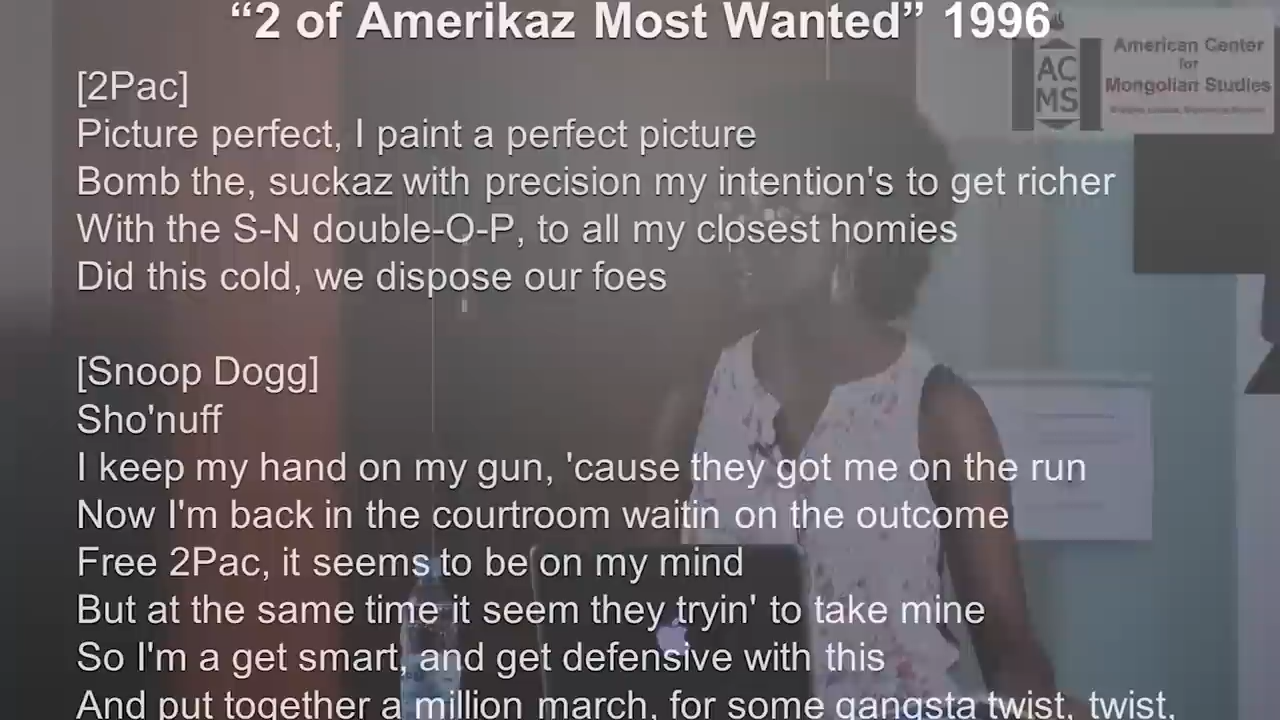 “2 of Amerikaz Most Wanted” 1996
American Center
for
Mongolian Studies
AC
MS
[2Pac]
Picture perfect, I paint a perfect picture
Bomb the, suckaz with precision my intention's to get richer
With the S-N double-O-P, to all my closest homies
Did this cold, we dispose our foes
[Snoop Dogg]
Sho'nuff
I keep my hand on my gun, 'cause they got me on the run
Now I'm back in the courtroom waitin on the outcome
Free 2Pac, it seems to be on my mind
But at the same time it seem they tryin' to take mine
So I'm a get smart, and get defensive with this
And put together a million march, for some gangsta twist, twist,